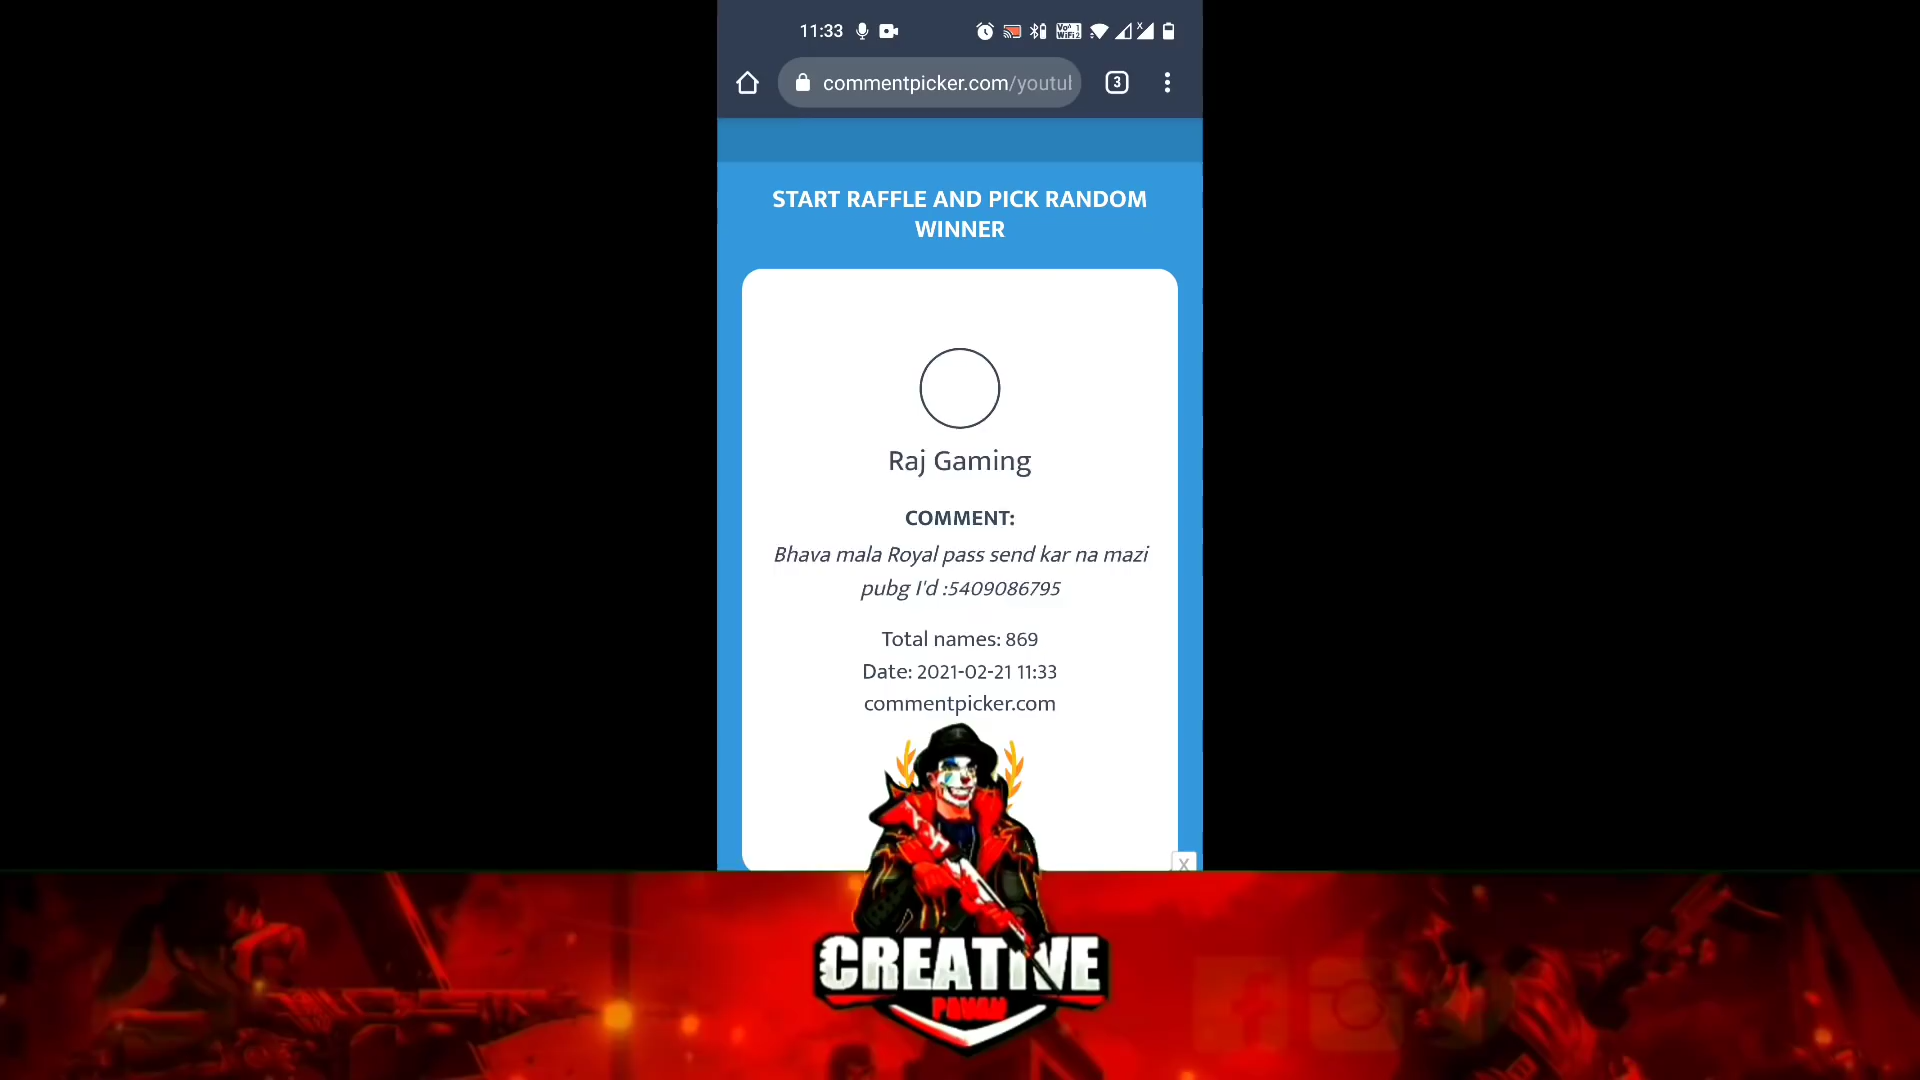 11:33
commentpicker.com/youtul
3
START RAFFLE AND PICK RANDOM
WINNER
Raj Gaming
COMMENT:
Bhava mala Royal pass send kar na mazi
pubg I'd :5409086795
Total names: 869
Date: 2021-02-21 11:33
commentpicker.com
X
CREATIVE
PAVAN